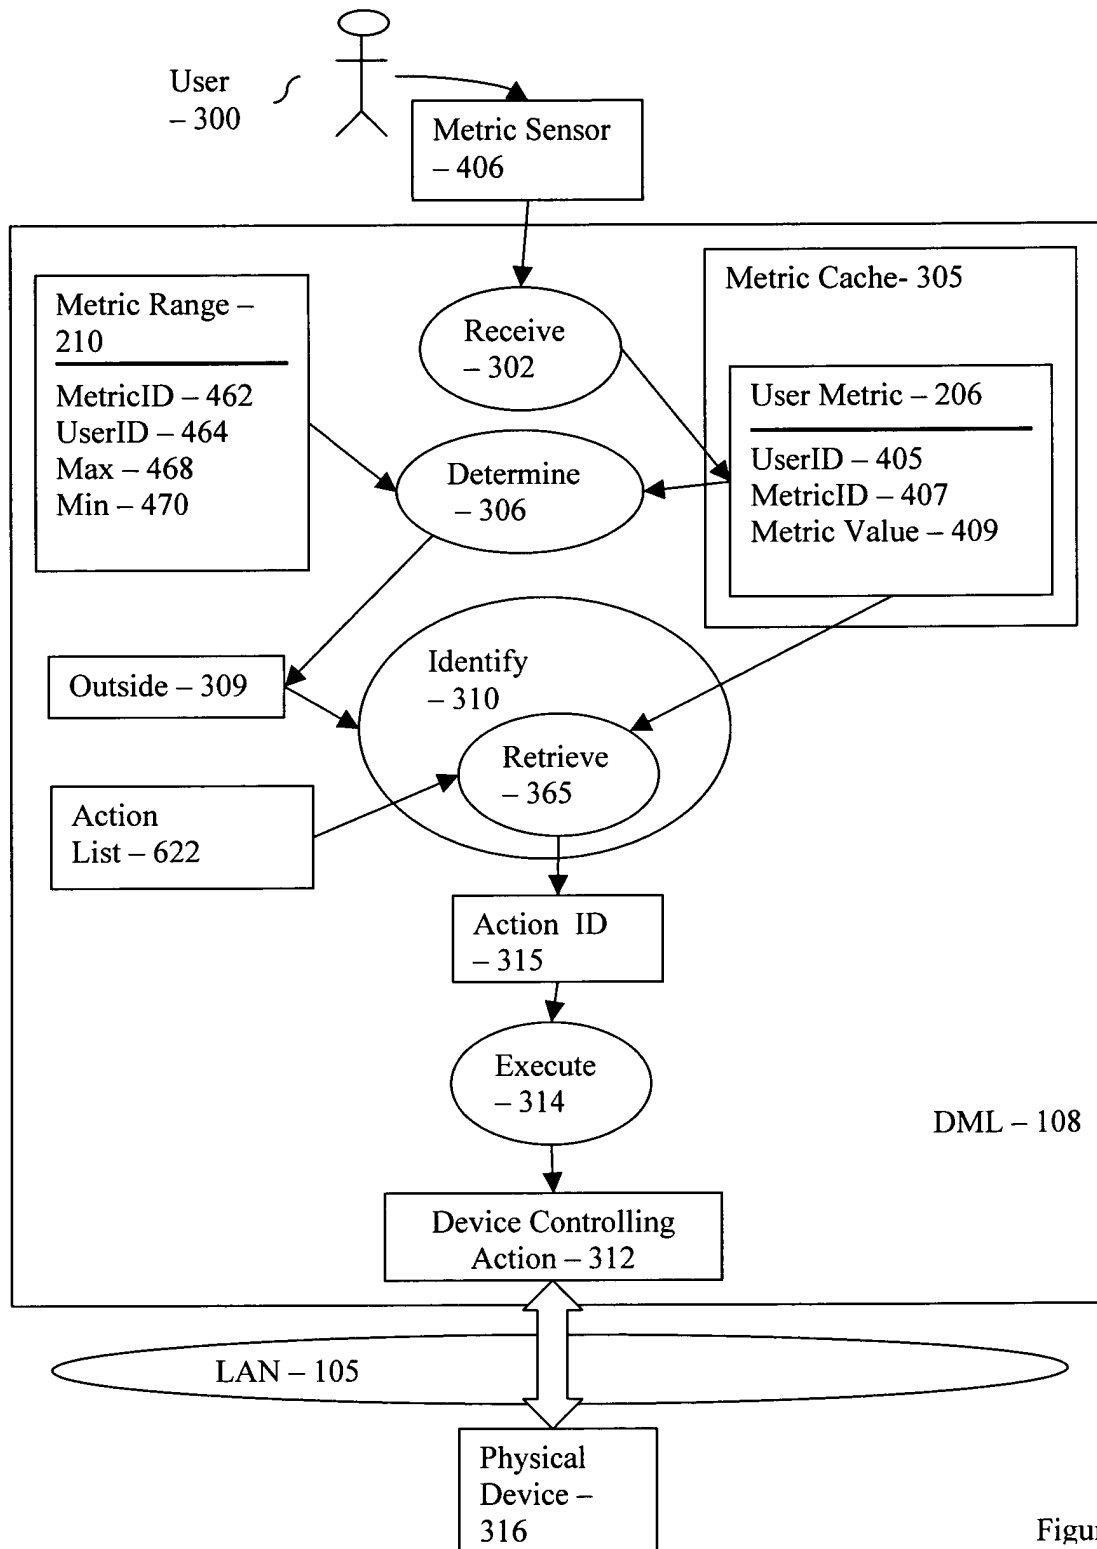 User
– 300
Metric Sensor
– 406
Metric Range –
210
MetricID – 462
UserID – 464
Max – 468
Min – 470
Receive
– 302
Metric Cache- 305
User Metric – 206
UserID – 405
MetricID – 407
Metric Value – 409
Determine
– 306
Outside – 309
Identify
– 310
Retrieve
– 365
Action
List – 622
Action ID
– 315
Execute
– 314
DML – 108
Device Controlling
Action – 312
LAN – 105
Physical
Device –
316
Figur